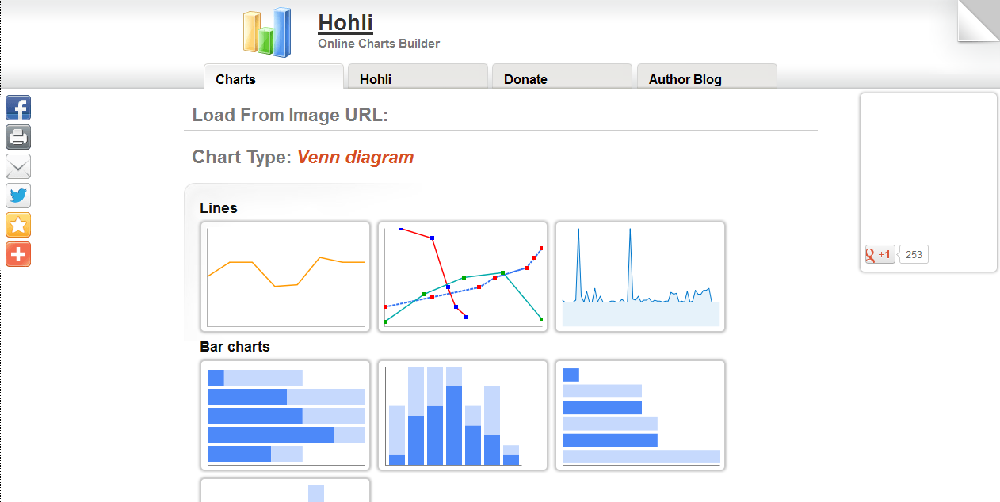 Hohli
Online Charts Builder
Charts
Hohli
Donate
Author Blog
Load From Image URL:
Chart Type: Venn diagram
Lines
g +1
253
Bar charts